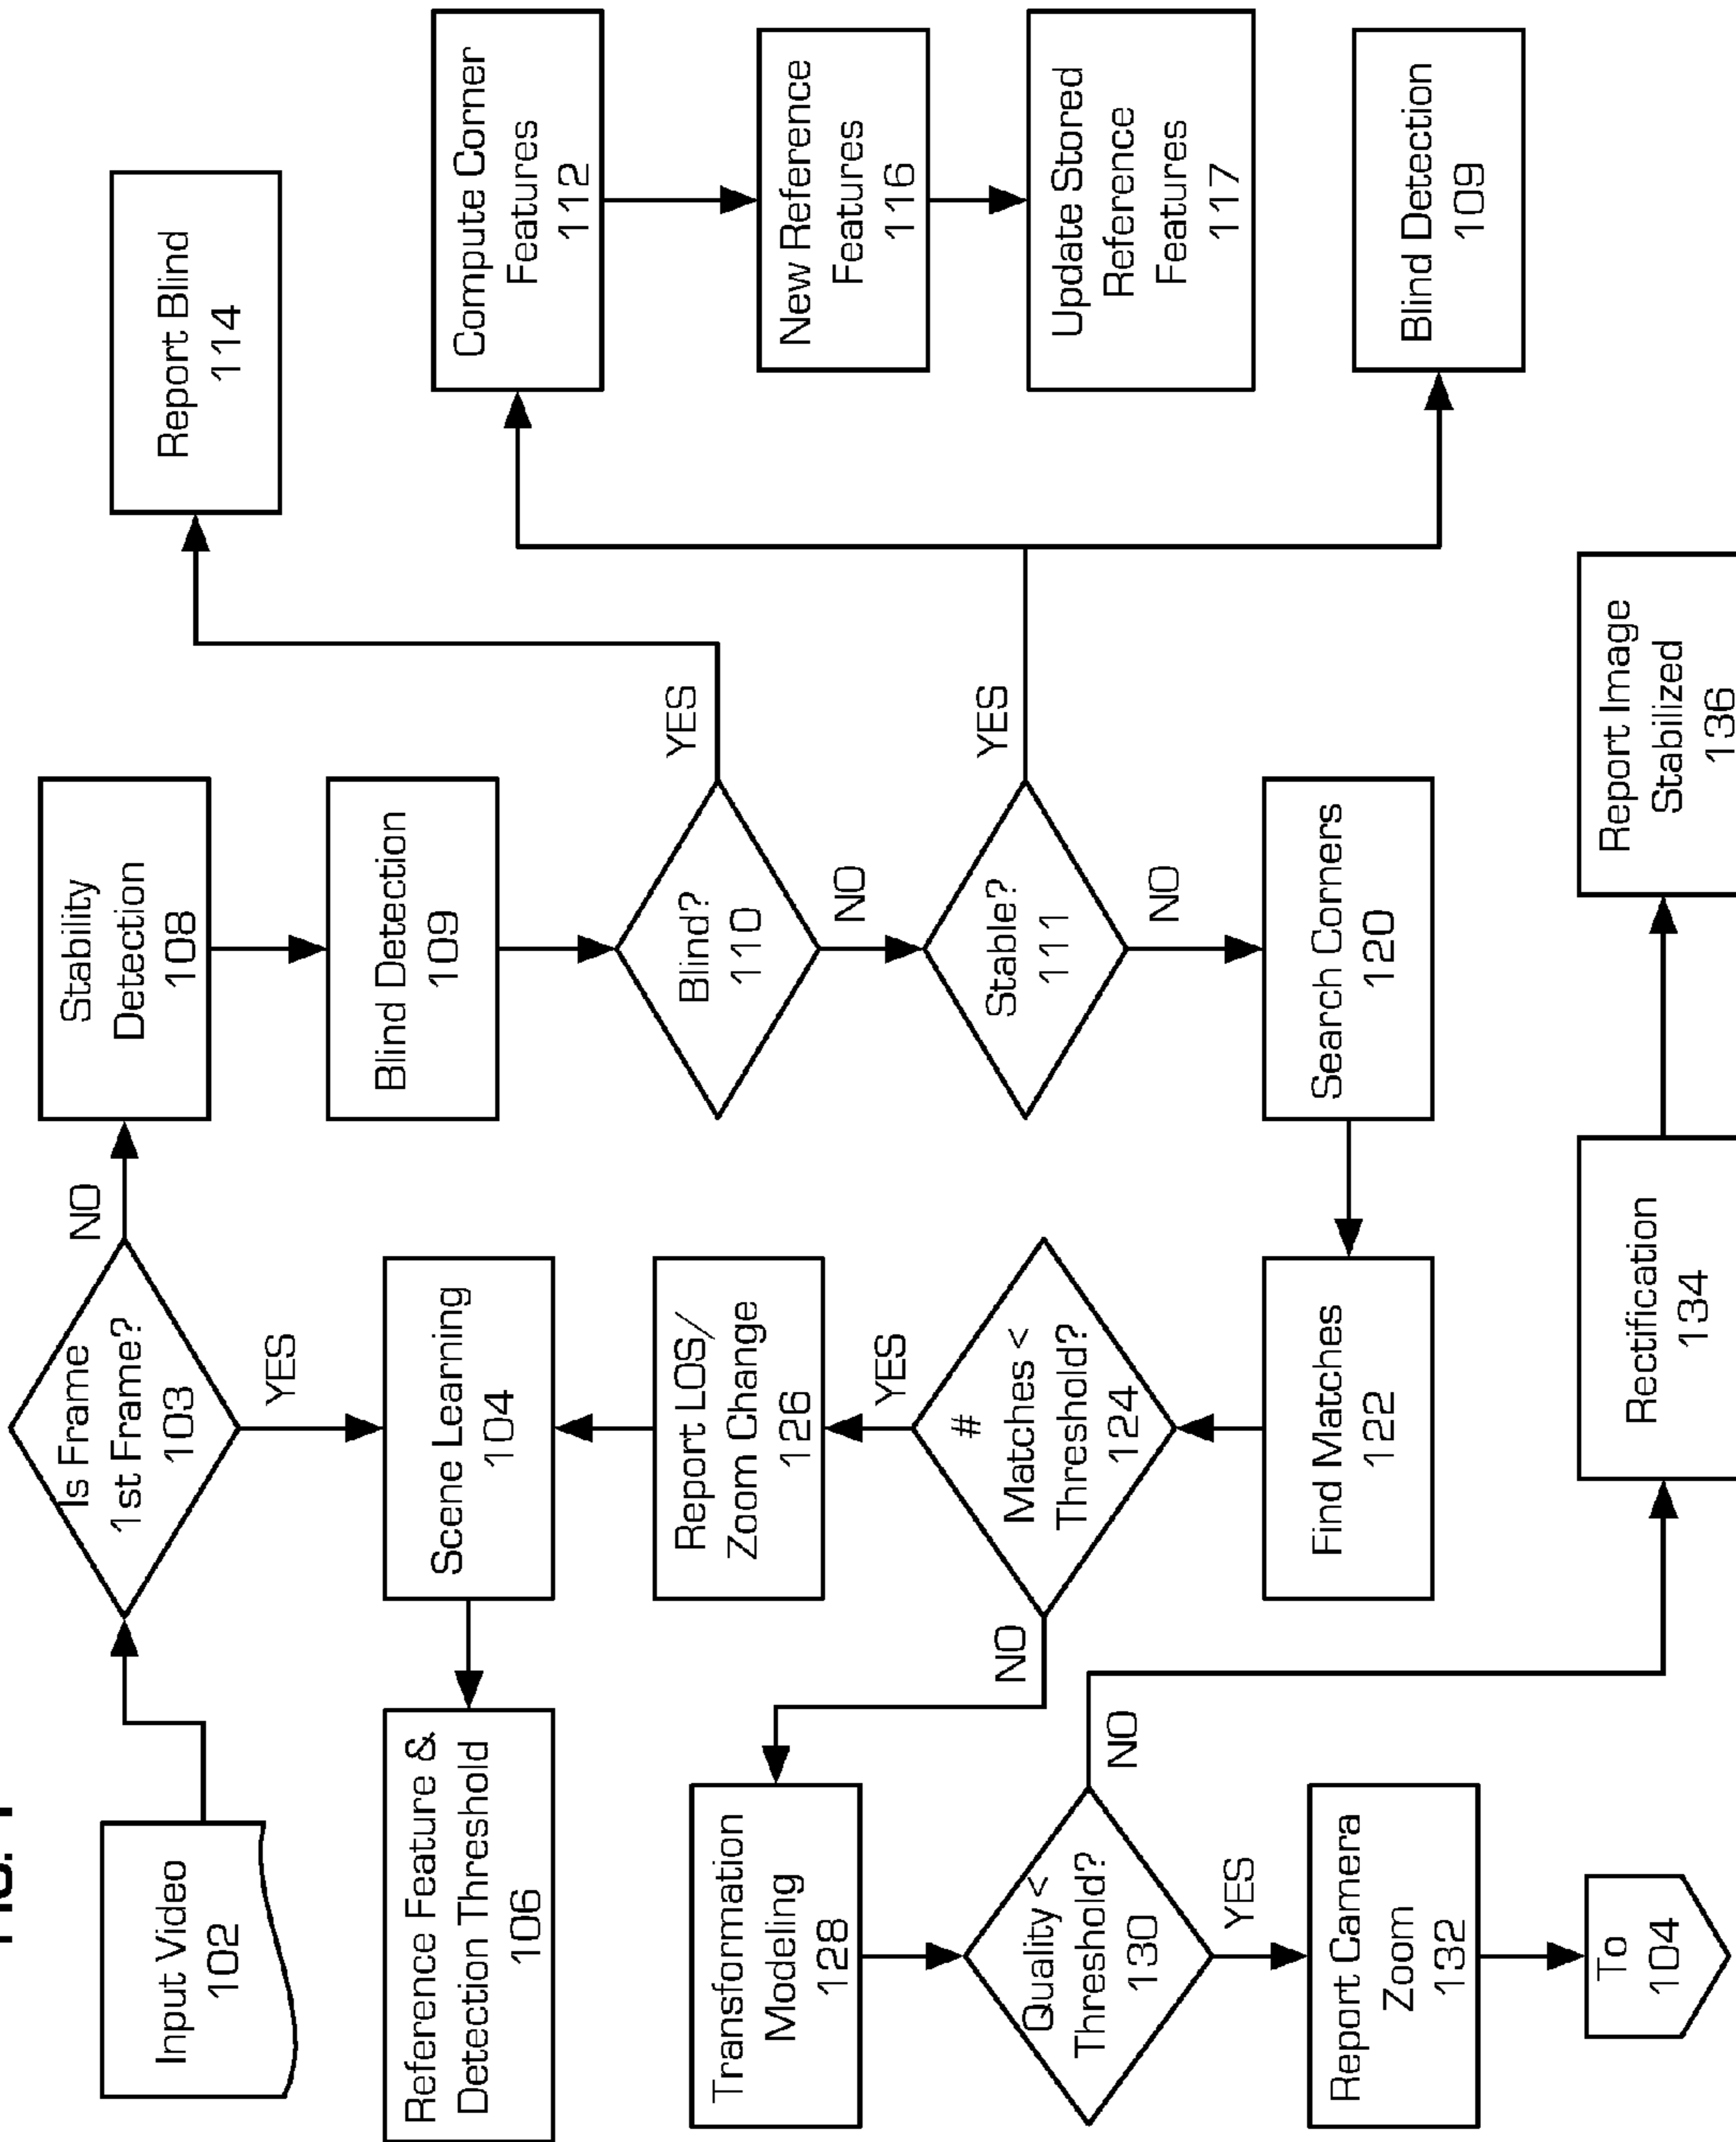 FIG. 1
Input Video
102
Is Frame
1st Frame?
103
NO
YES
Stability
Detection
108
Report Blind
114
Reference Feature &
Detection Threshold
106
Scene Learning
104
Blind Detection
109
Compute Corner
Features
112
Transformation
Modeling
128
Report LOS/
Zoom Change
126
YES
Blind?
110
YES
NO
New Reference
Features
116
Quality <
Threshold?
130
NO
YES
NO
#
Matches <
Threshold?
124
Stable?
111
YES
NO
Update Stored
Reference
Features
117
Report Camera
Zoom
132
Find Matches
122
Search Corners
120
Blind Detection
109
To
104
Rectification
134
Report Image
Stabilized
136